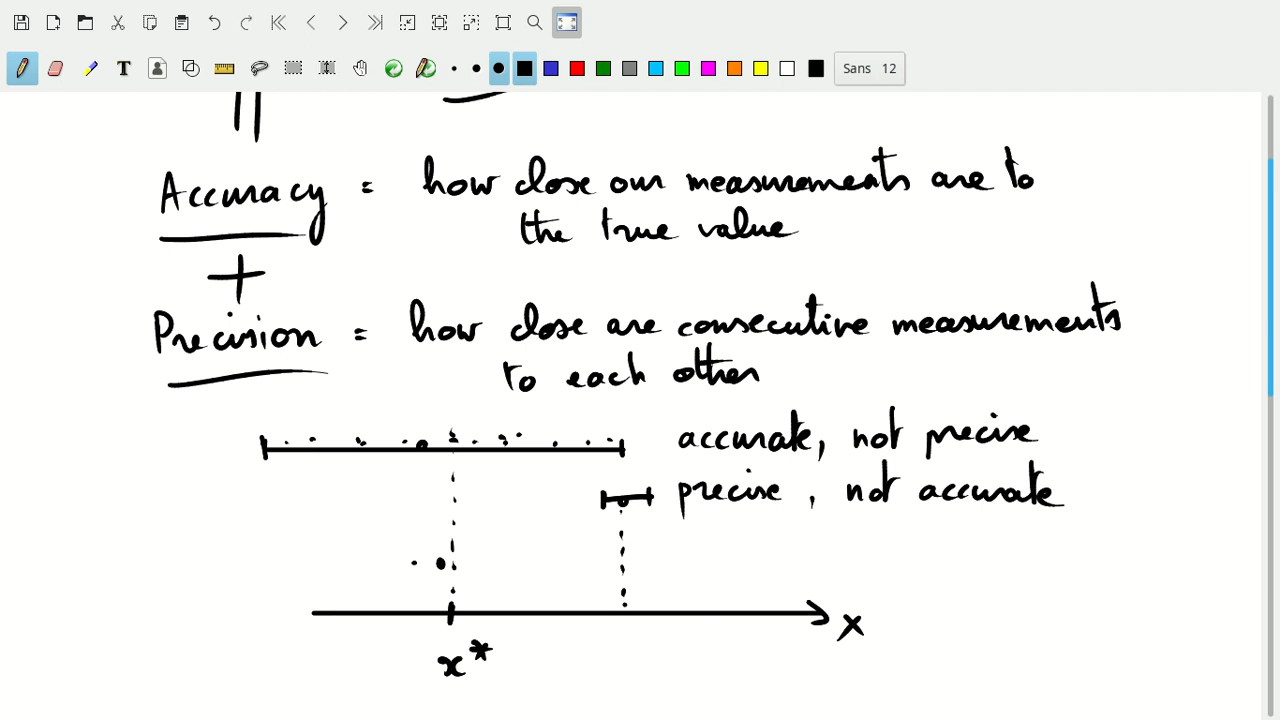 Sans 12
Accuracy = how close our measurements are to
the true value
+
Precision = how close are consecutive measurements
to each other
accurate, not precise
precise, not accurate
x
x*